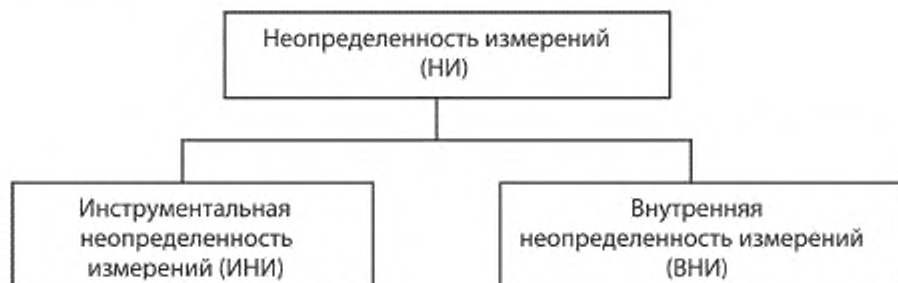 Неопределенность измерений
(НИ)
Инструментальная
неопределенность
измерений (ИНИ)
Внутренняя
неопределенность измерений
(ВНИ)